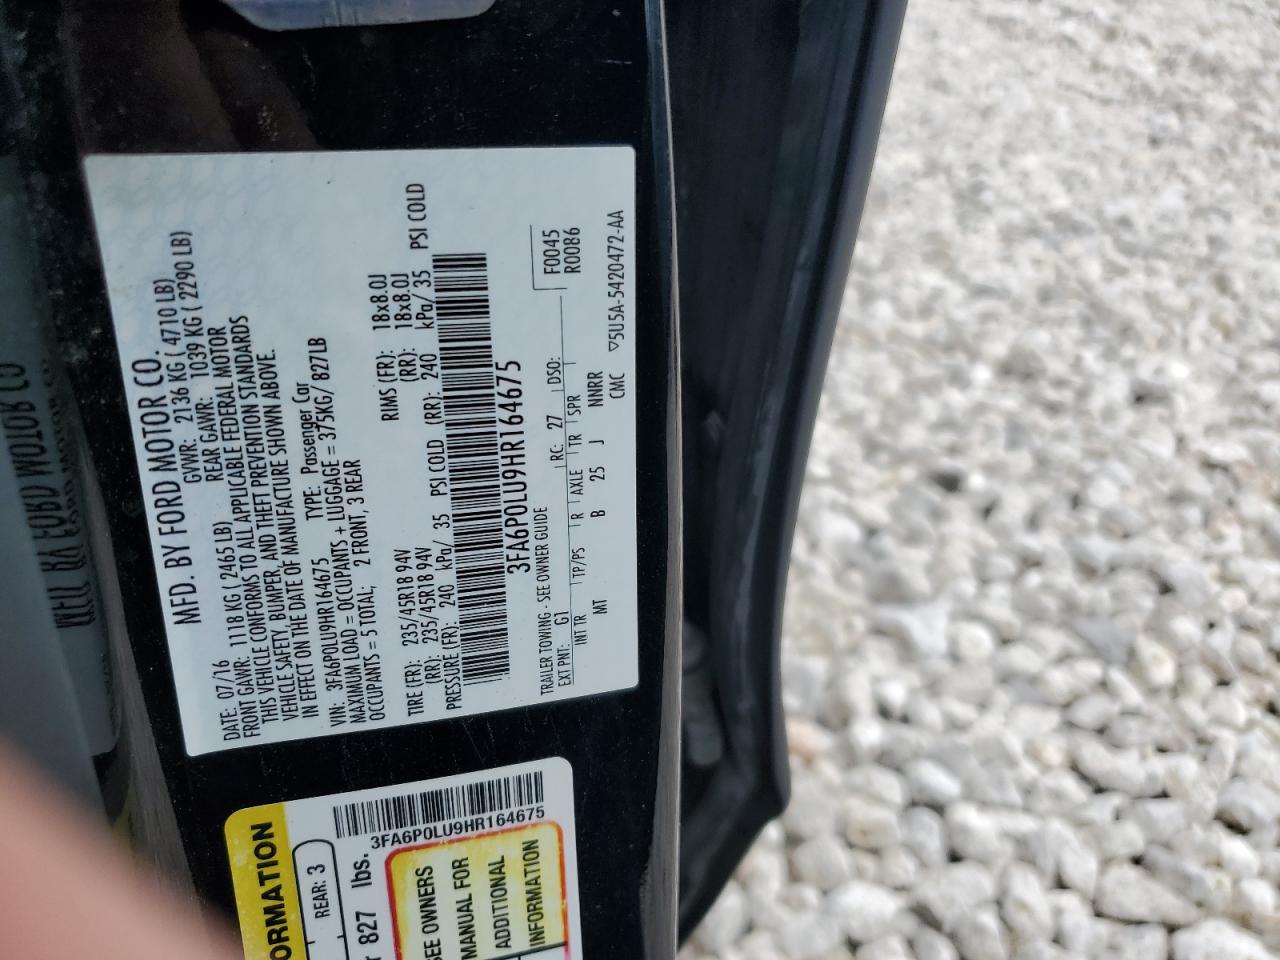 MFD. BY FORD MOTOR CO.
DATE: 07/16 GVWR: 2136 KG ( 4710 LB)
FRONT GAWR: 1118 KG ( 2465 LB) REAR GAWR: 1039 KG ( 2290 LB)
THIS VEHICLE CONFORMS TO ALL APPLICABLE FEDERAL MOTOR
VEHICLE SAFETY, BUMPER, AND THEFT PREVENTION STANDARDS
IN EFFECT ON THE DATE OF MANUFACTURE SHOWN ABOVE.
VIN: 3FA6P0LU9HR164675 TYPE: Passenger Car
MAXIMUM LOAD = OCCUPANTS + LUGGAGE = 375KG/ 827LB
OCCUPANTS = 5 TOTAL; 2 FRONT, 3 REAR
TIRE (FR): 235/45R18 94V RIMS (FR): 18x8.0J
(RR): 235/45R18 94V (RR): 18x8.0J
PRESSURE (FR): 240 kPa/ 35 PSI COLD (RR): 240 kPa/ 35 PSI COLD
3FA6P0LU9HR164675
TRAILER TOWING - SEE OWNER GUIDE
EXT PNT: G1 RC: 27 DSO: F0045
R0086
INT TR TP/PS R AXLE TR SPR
MT B 25 J NNRR
CMC ▽5U5A-5420472-AA
ORMATION
REAR: 3
827 lbs.
3FA6P0LU9HR164675
SEE OWNERS
MANUAL FOR
ADDITIONAL
INFORMATION